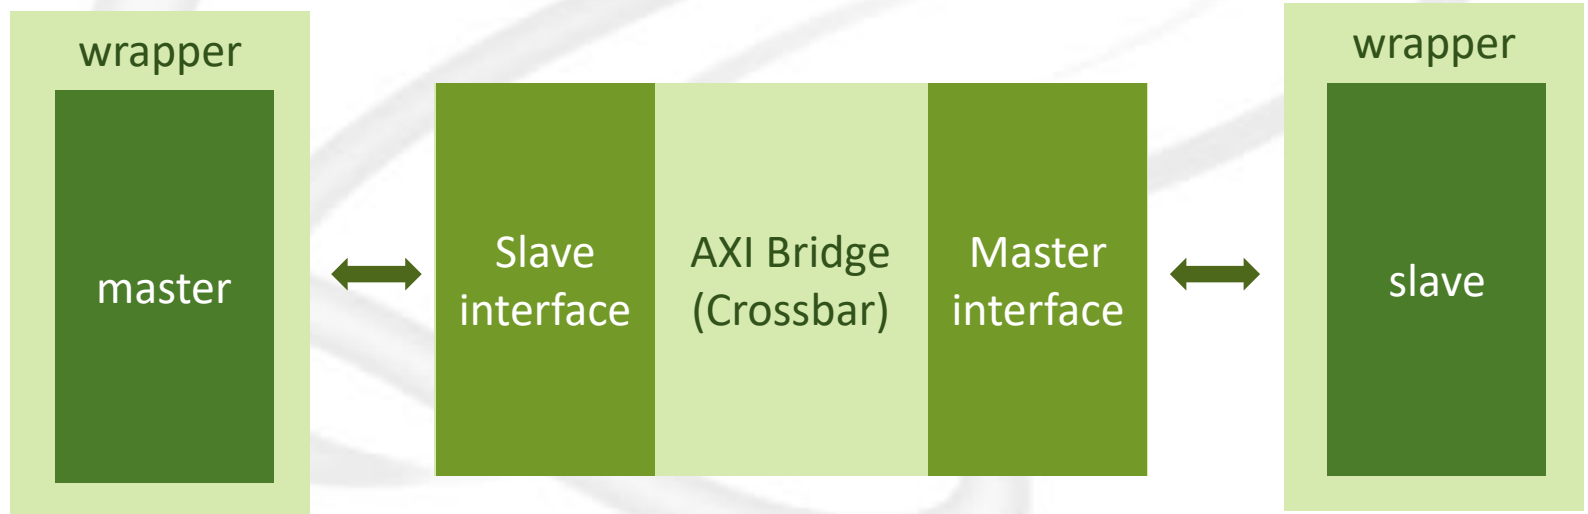 wrapper
master
Slave
interface
AXI Bridge
(Crossbar)
Master
interface
wrapper
slave